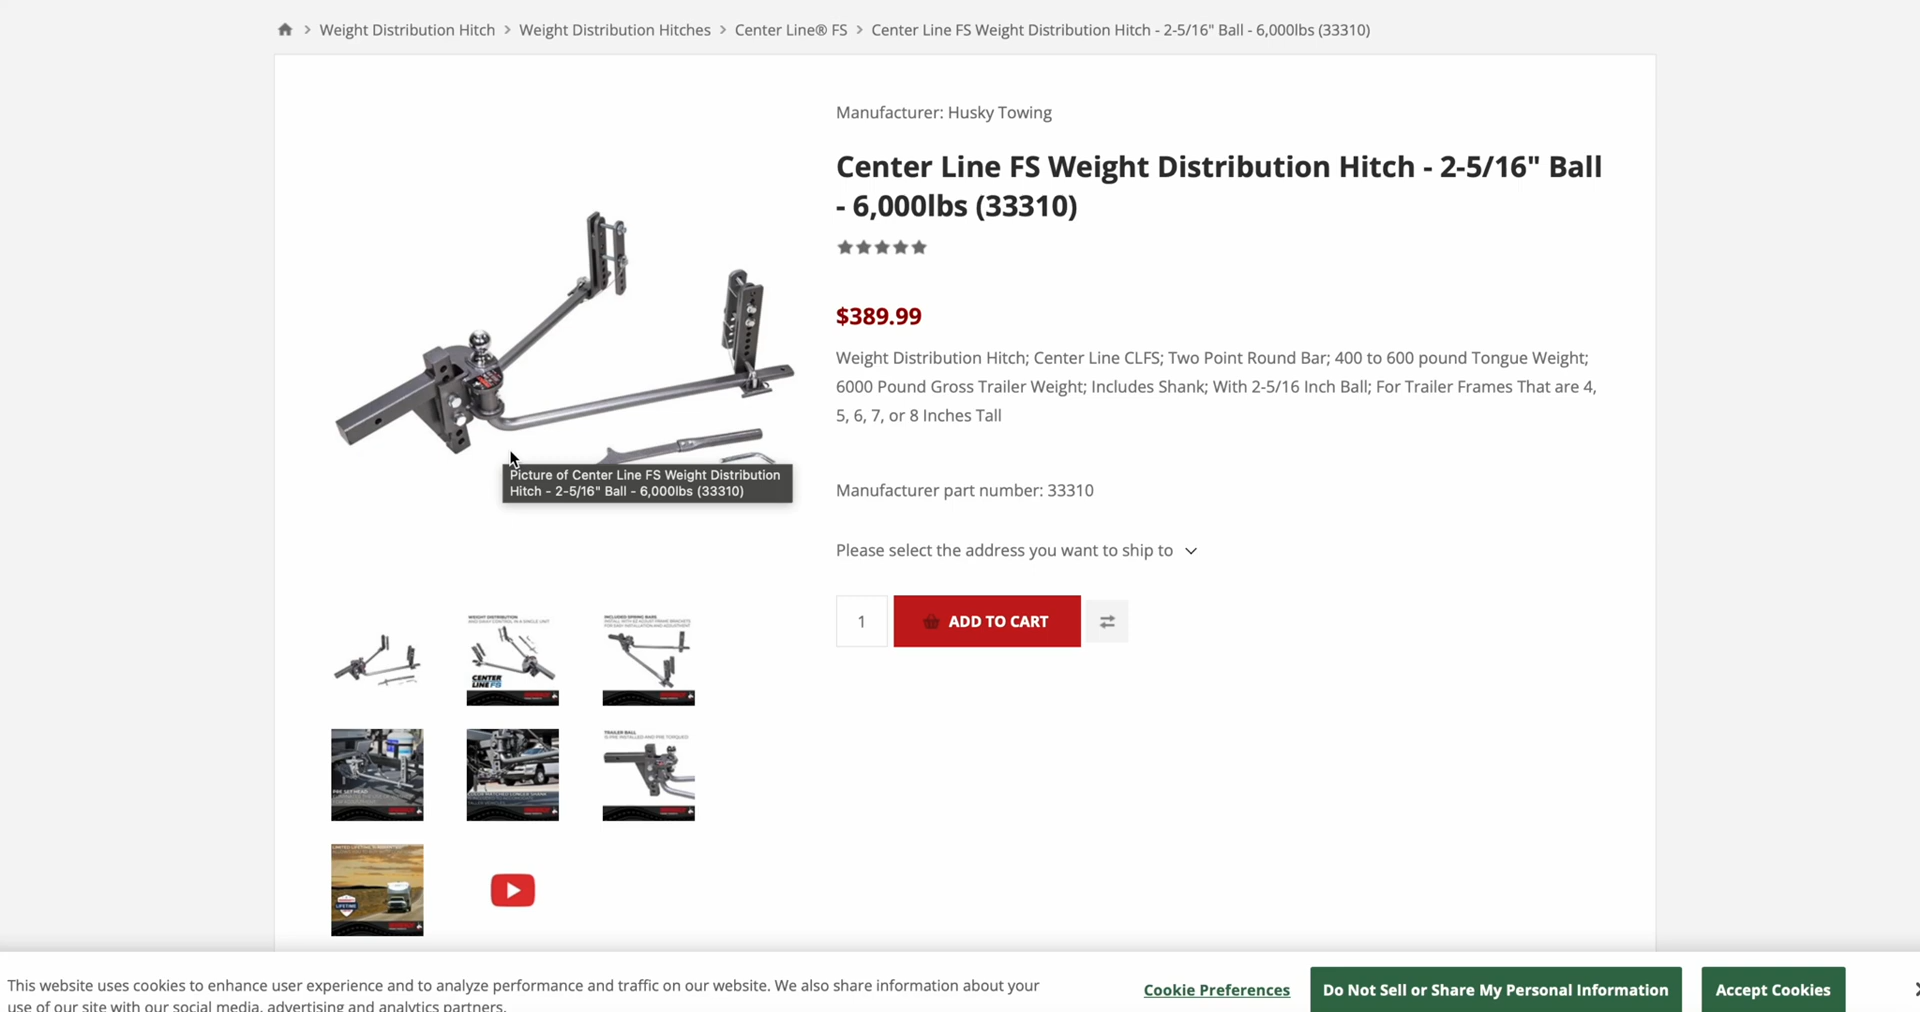 Weight Distribution Hitch > Weight Distribution Hitches > Center Line® FS > Center Line FS Weight Distribution Hitch - 2-5/16" Ball - 6,000lbs (33310)
Manufacturer: Husky Towing
Center Line FS Weight Distribution Hitch - 2-5/16" Ball
- 6,000lbs (33310)
$389.99
Weight Distribution Hitch; Center Line CLFS; Two Point Round Bar; 400 to 600 pound Tongue Weight;
6000 Pound Gross Trailer Weight; Includes Shank; With 2-5/16 Inch Ball; For Trailer Frames That are 4,
5, 6, 7, or 8 Inches Tall
Picture of Center Line FS Weight Distribution
Hitch - 2-5/16" Ball - 6,000lbs (33310)
Manufacturer part number: 33310
Please select the address you want to ship to
1
ADD TO CART
WEIGHT DISTRIBUTION
CENTER
LINE FS
INCLUDED SPRING BARS
TRAILER BALL
LIFETIME
This website uses cookies to enhance user experience and to analyze performance and traffic on our website. We also share information about your
use of our site with our social media, advertising and analytics partners.
Cookie Preferences
Do Not Sell or Share My Personal Information
Accept Cookies